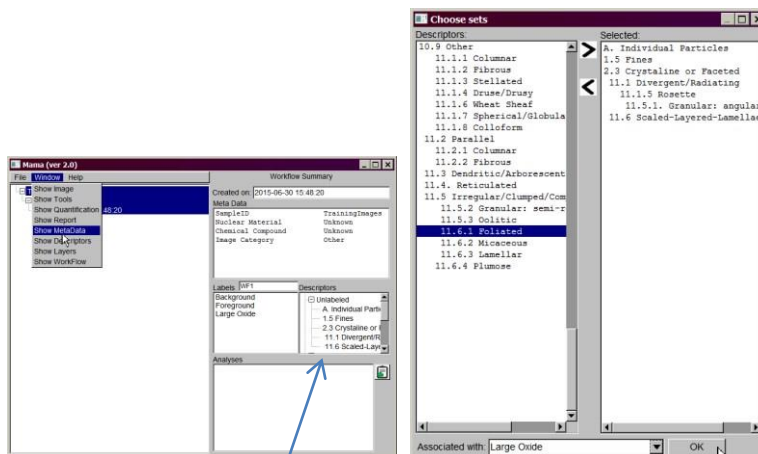 Mama (ver 2.0)
File Window Help
Show Image
Show Tools
Show Quantification
48:20
Show Report
Show MetaData
Show Descriptors
Show Layers
Show WorkFlow
Workflow Summary
Created on: 2015-06-30 15:48:20
Meta Data
SampleID TrainingImages
Nuclear Material Unknown
Chemical Compound Unknown
Image Category Other
Labels WF1
Background
Foreground
Large Oxide
Descriptors
Unlabeled
A. Individual Parti
1.5 Fines
2.3 Crystaline or F
11.1 Divergent/R
11.6 Scaled-Laye
Analyses
Choose sets
Descriptors:
10.9 Other
11.1.1 Columnar
11.1.2 Fibrous
11.1.3 Stellated
11.1.4 Druse/Drusy
11.1.6 Wheat Sheaf
11.1.7 Spherical/Globula
11.1.8 Colloform
11.2 Parallel
11.2.1 Columnar
11.2.2 Fibrous
11.3 Dendritic/Arborescent
11.4. Reticulated
11.5 Irregular/Clumped/Com
11.5.2 Granular: semi-r
11.5.3 Oolitic
11.6.1 Foliated
11.6.2 Micaceous
11.6.3 Lamellar
11.6.4 Plumose
Selected:
A. Individual Particles
1.5 Fines
2.3 Crystaline or Faceted
11.1 Divergent/Radiating
11.1.5 Rosette
11.5.1. Granular: angular
11.6 Scaled-Layered-Lamellar
Associated with: Large Oxide
OK